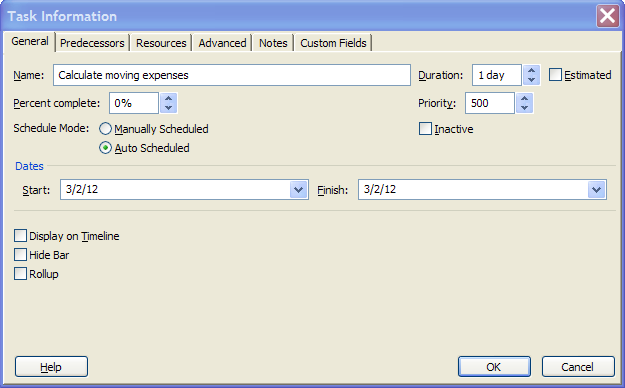 Task Information
General Predecessors Resources Advanced Notes Custom Fields
Name: Calculate moving expenses Duration: 1 day Estimated
Percent complete: 0% Priority: 500
Schedule Mode: Manually Scheduled Inactive
Auto Scheduled
Dates
Start: 3/2/12 Finish: 3/2/12
Display on Timeline
Hide Bar
Rollup
Help OK Cancel